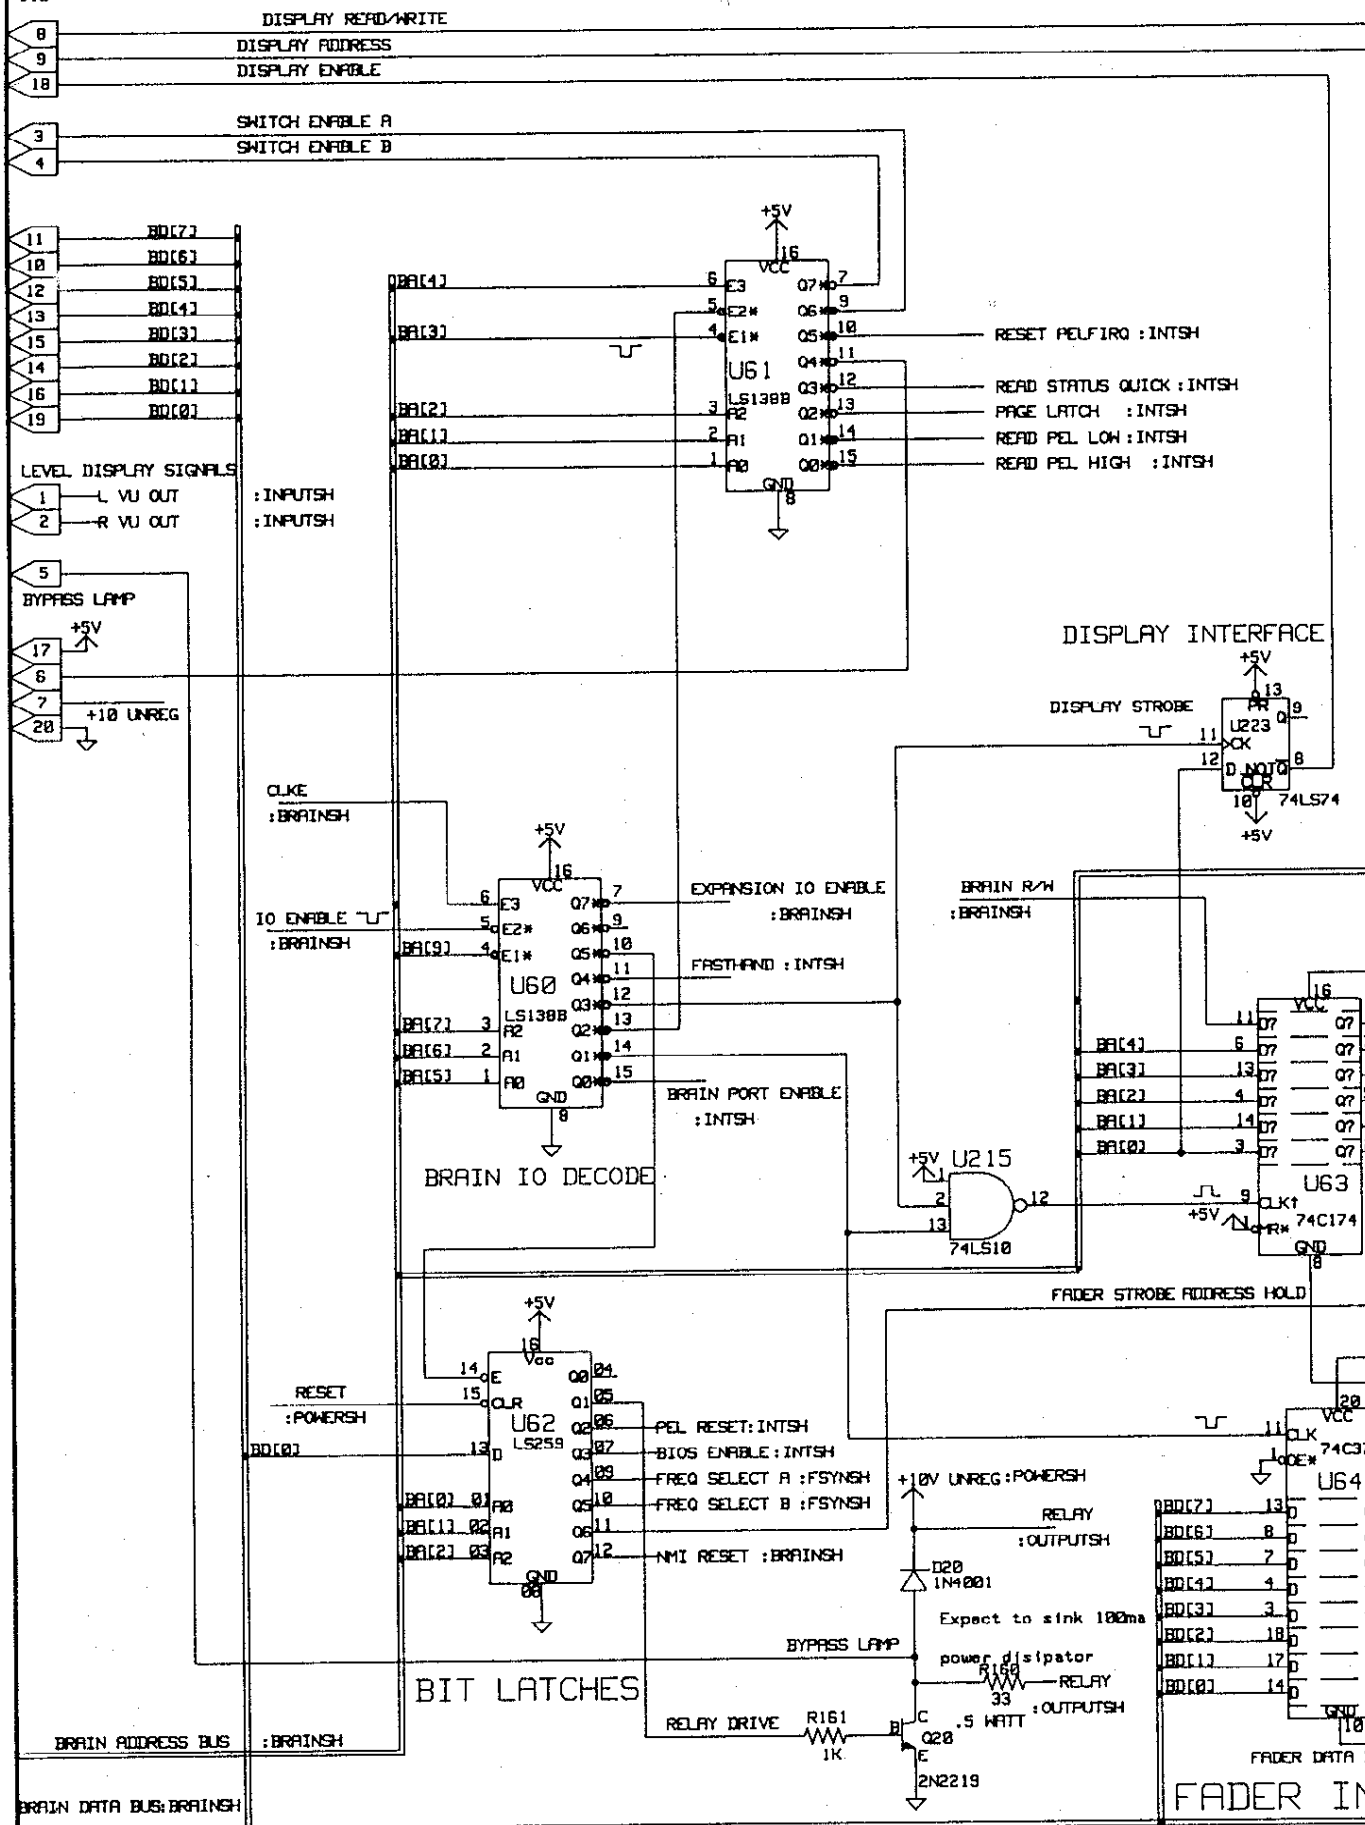 8 DISPLAY READ/WRITE
9 DISPLAY ADDRESS
18 DISPLAY ENABLE
3 SWITCH ENABLE A
4 SWITCH ENABLE B
11 BD[7]
10 BD[6]
12 BD[5]
13 BD[4]
15 BD[3]
14 BD[2]
16 BD[1]
19 BD[0]
LEVEL DISPLAY SIGNALS
1 L VU OUT :INPUTSH
2 R VU OUT :INPUTSH
5
BYPASS LAMP
+5V
17
6
7 +10 UNREG
20
+5V
16
VCC
BA[4] 6 E3 Q7* 7
5 E2* Q6* 9
BA[3] 4 E1* Q5* 10 RESET PELFIRQ :INTSH
Q4* 11
U61
LS138B
Q3* 12 READ STATUS QUICK :INTSH
BA[2] 3 A2 Q2* 13 PAGE LATCH :INTSH
BA[1] 2 A1 Q1* 14 READ PEL LOW :INTSH
BA[0] 1 A0 Q0* 15 READ PEL HIGH :INTSH
GND
8
DISPLAY INTERFACE
+5V
13
PR
DISPLAY STROBE
U223
Q 9
11 CK
12 D NOTQ 8
CLR
10 74LS74
+5V
CLKE
:BRAINSH
+5V
16
VCC
6 E3 Q7* 7 EXPANSION IO ENABLE
:BRAINSH
IO ENABLE 5 E2* Q6* 9
:BRAINSH
BA[9] 4 E1* Q5* 10
U60
LS138B
Q4* 11 FASTHAND :INTSH
Q3* 12
BA[7] 3 A2 Q2* 13
BA[6] 2 A1 Q1* 14
BA[5] 1 A0 Q0* 15 BRAIN PORT ENABLE
:INTSH
GND
8
BRAIN IO DECODE
BRAIN R/W
:BRAINSH
16
VCC
11 D7 Q7
BA[4] 6 D7 Q7
BA[3] 13 D7 Q7
BA[2] 4 D7 Q7
BA[1] 14 D7 Q7
BA[0] 3 D7 Q7
U63
9 CLK↑
+5V 1 MR* 74C174
GND
8
+5V 1 U215
2
13
12
74LS10
FADER STROBE ADDRESS HOLD
+5V
16
Vcc
14 E Q0 04
RESET 15 CLR Q1 05
:POWERSH
U62
LS259
Q2 06 PEL RESET:INTSH
BD[0] 13 D Q3 07 BIOS ENABLE:INTSH
Q4 09 FREQ SELECT A :FSYNSH
BA[0] 01 A0 Q5 10 FREQ SELECT B :FSYNSH
BA[1] 02 A1 Q6 11
BA[2] 03 A2 Q7 12 NMI RESET :BRAINSH
GND
08
BIT LATCHES
+10V UNREG:POWERSH
RELAY
:OUTPUTSH
D20
1N4001
Expect to sink 100ma
BYPASS LAMP
power disipator
R160
33
.5 WATT
RELAY
:OUTPUTSH
RELAY DRIVE
R161
1K
B
C
Q20
E
2N2219
20
VCC
11 CLK
74C37
1 OE*
U64
BD[7] 13 D
BD[6] 8 D
BD[5] 7 D
BD[4] 4 D
BD[3] 3 D
BD[2] 18 D
BD[1] 17 D
BD[0] 14 D
GND
10
FADER DATA
FADER IN
BRAIN ADDRESS BUS :BRAINSH
BRAIN DATA BUS:BRAINSH